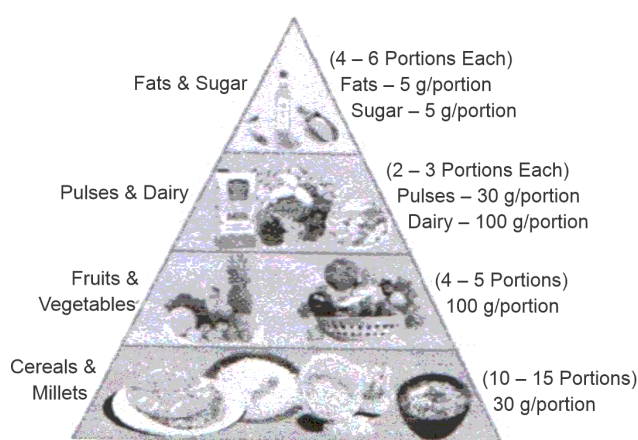 (4 – 6 Portions Each)
Fats & Sugar
Fats – 5 g/portion
Sugar – 5 g/portion
(2 – 3 Portions Each)
Pulses & Dairy
Pulses – 30 g/portion
Dairy – 100 g/portion
Fruits &
Vegetables
(4 – 5 Portions)
100 g/portion
Cereals &
Millets
(10 – 15 Portions)
30 g/portion